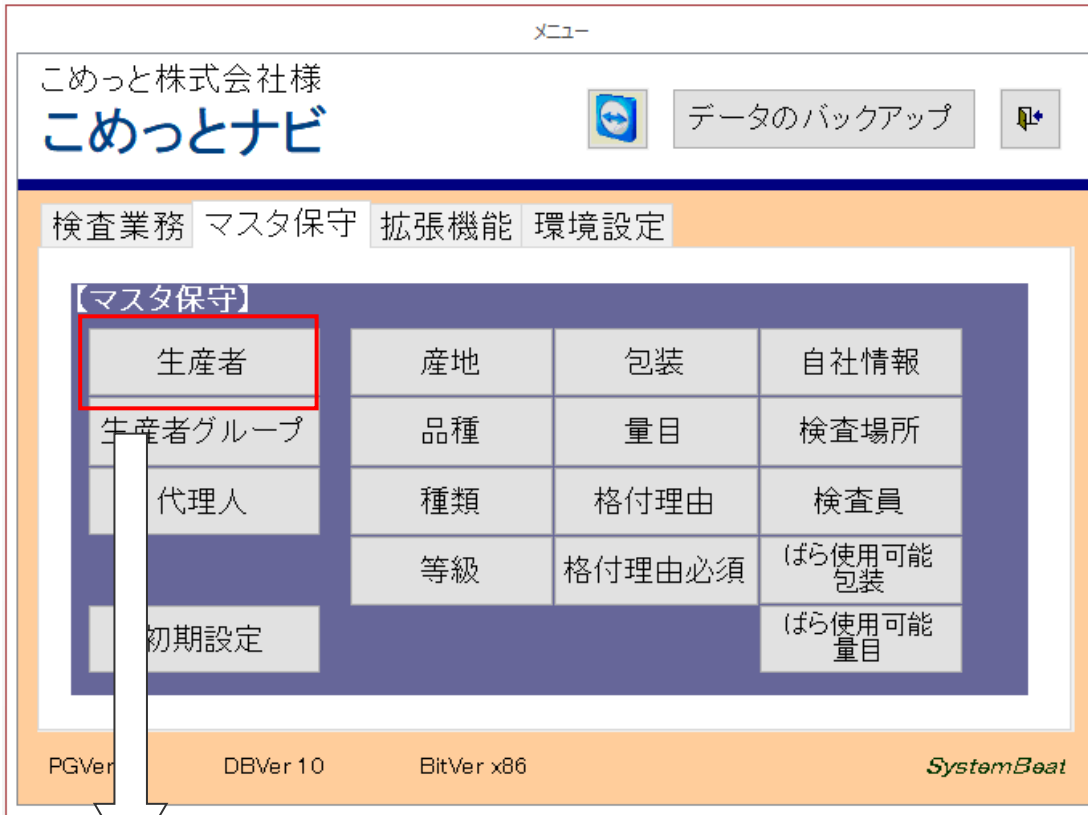 メニュー
こめっと株式会社様
こめっとナビ
データのバックアップ
検査業務 マスタ保守 拡張機能 環境設定
【マスタ保守】
生産者 産地 包装 自社情報
生産者グループ 品種 量目 検査場所
代理人 種類 格付理由 検査員
等級 格付理由必須 ばら使用可能
包装
初期設定 ばら使用可能
量目
PGVer DBVer 10 BitVer x86 SystemBeat